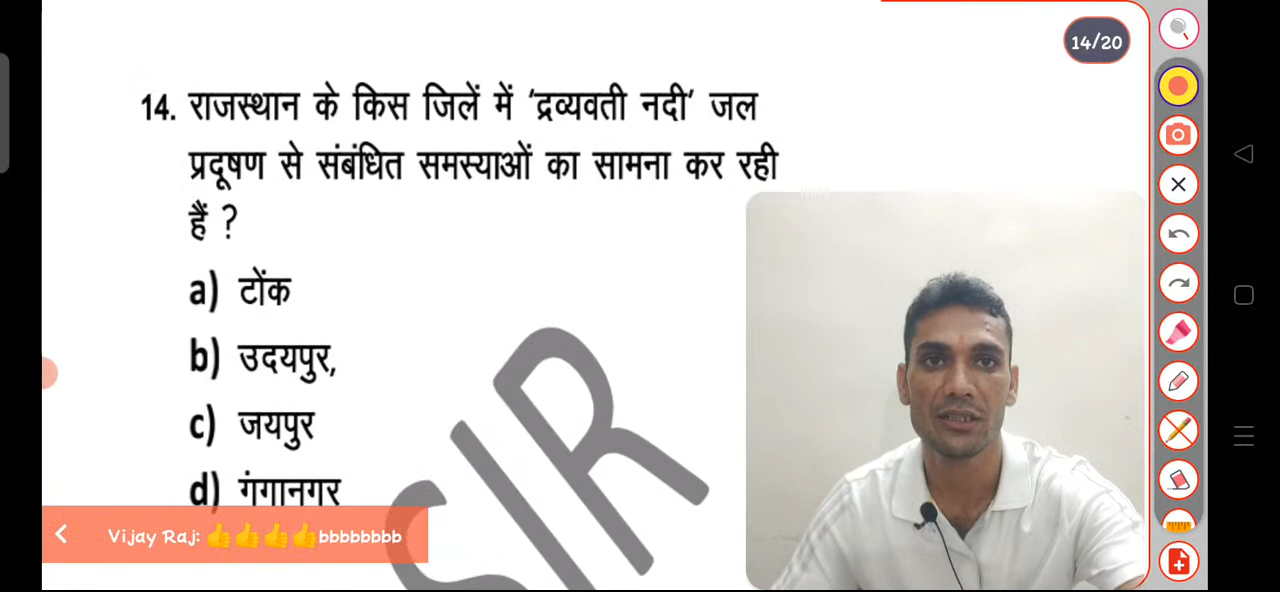 14/20
14. राजस्थान के किस जिलें में ‘द्रव्यवती नदी’ जल
प्रदूषण से संबंधित समस्याओं का सामना कर रही
हैं ?
a) टोंक
b) उदयपुर,
c) जयपुर
d) गंगानगर
SIR
Vijay Raj: 👍👍👍👍bbbbbbbb